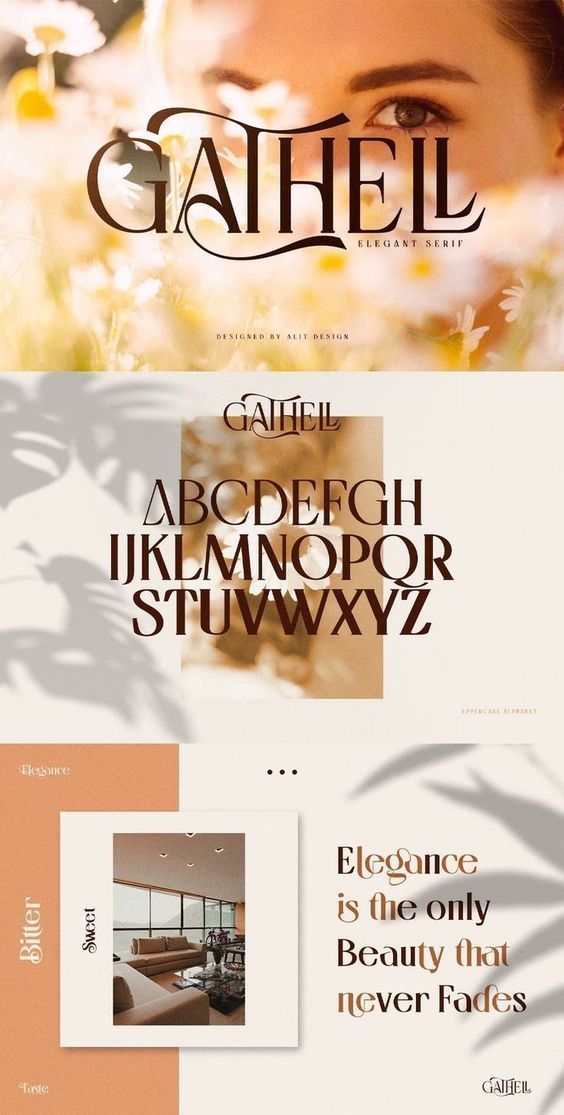 GATHELL
ELEGANT SERIF
DESIGNED BY ALIT DESIGN
GATHELL
ABCDEFGH
IJKLMNOPQR
STUVWXYZ
UPPERCASE ALPHABET
Elegance
Bitter
Sweet
Elegance
is the only
Beauty that
never Fades
Taste
GATHELL